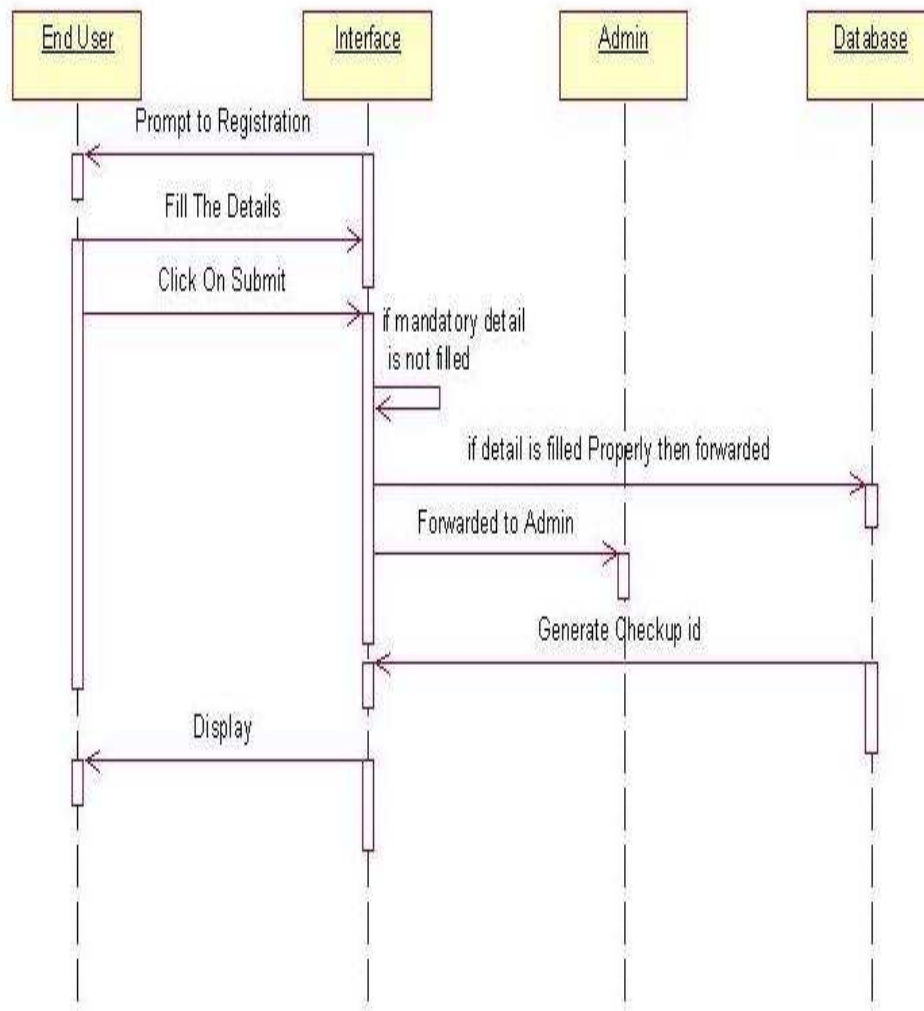 End User
Interface
Admin
Database
Prompt to Registration
Fill The Details
Click On Submit
if mandatory detail
is not filled
if detail is filled Properly then forwarded
Forwarded to Admin
Generate Checkup id
Display